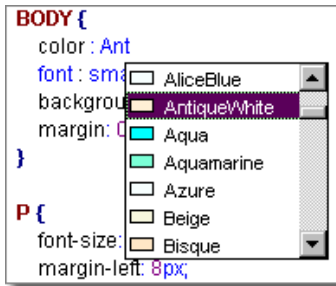 BODY {
color : Ant
font : sma
backgrou
margin: 0
}
P {
font-size:
margin-left: 8px;
AliceBlue
AntiqueWhite
Aqua
Aquamarine
Azure
Beige
Bisque